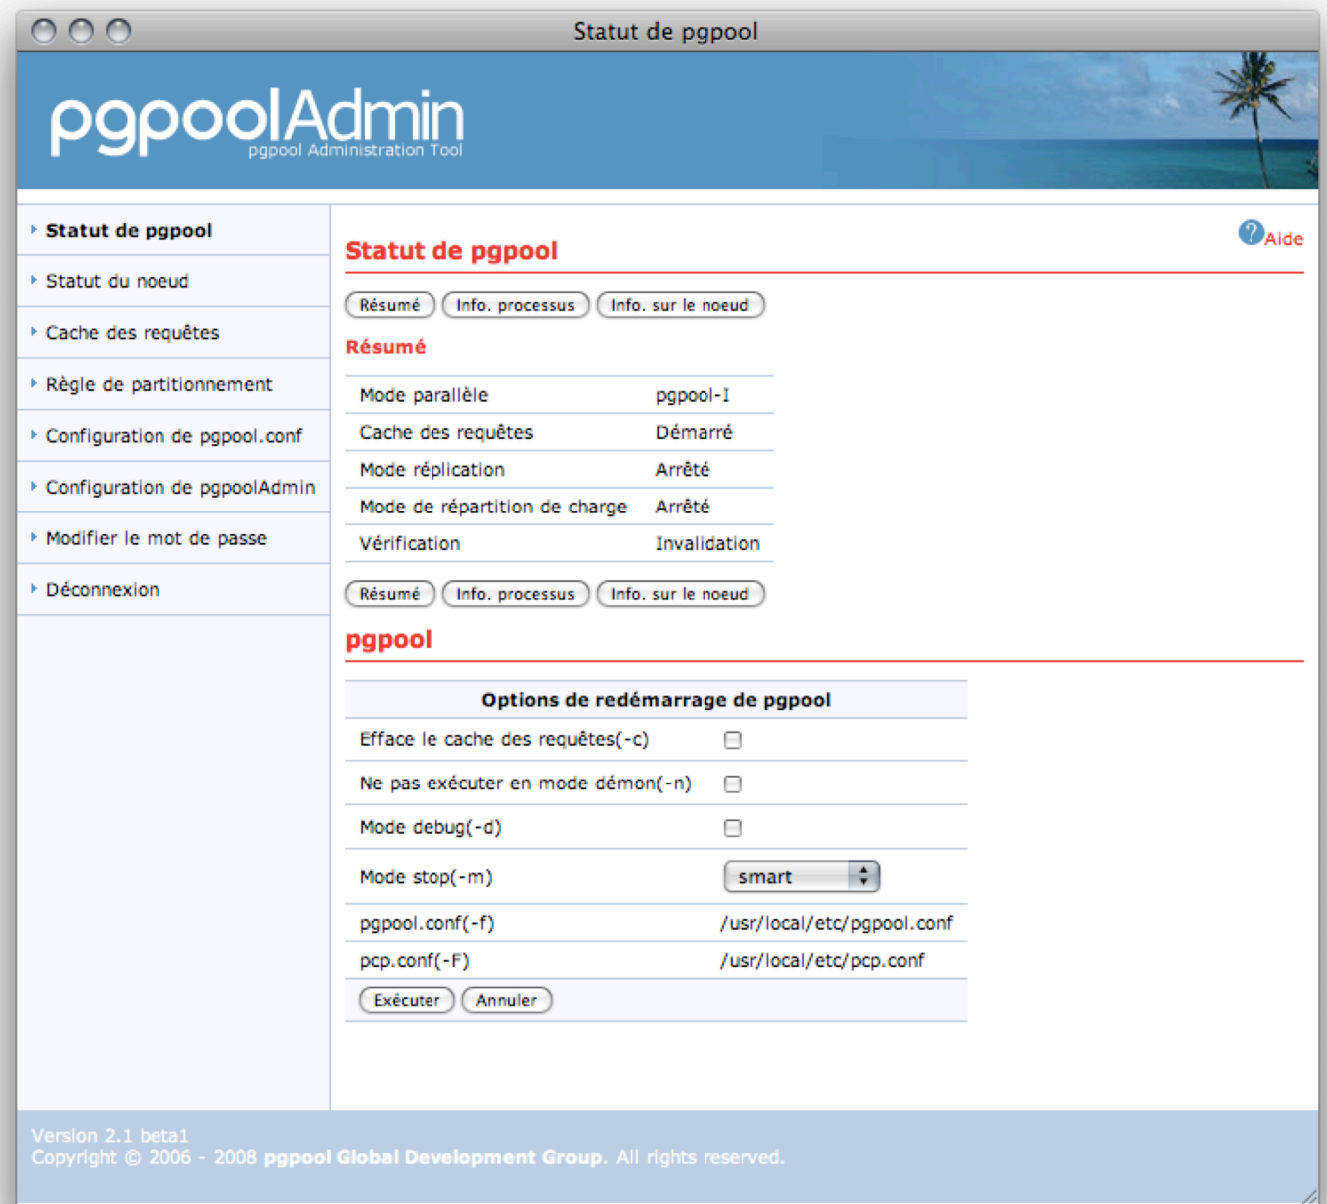 Statut de pgpool
pgpoolAdmin
pgpool Administration Tool
Statut de pgpool
Statut du noeud
Cache des requêtes
Règle de partitionnement
Configuration de pgpool.conf
Configuration de pgpoolAdmin
Modifier le mot de passe
Déconnexion
? Aide
Statut de pgpool
Résumé Info. processus Info. sur le noeud
Résumé
Mode parallèle pgpool-I
Cache des requêtes Démarré
Mode réplication Arrêté
Mode de répartition de charge Arrêté
Vérification Invalidation
Résumé Info. processus Info. sur le noeud
pgpool
Options de redémarrage de pgpool
Efface le cache des requêtes(-c)
Ne pas exécuter en mode démon(-n)
Mode debug(-d)
Mode stop(-m) smart
pgpool.conf(-f) /usr/local/etc/pgpool.conf
pcp.conf(-F) /usr/local/etc/pcp.conf
Exécuter Annuler
Version 2.1 beta1
Copyright © 2006 - 2008 pgpool Global Development Group. All rights reserved.